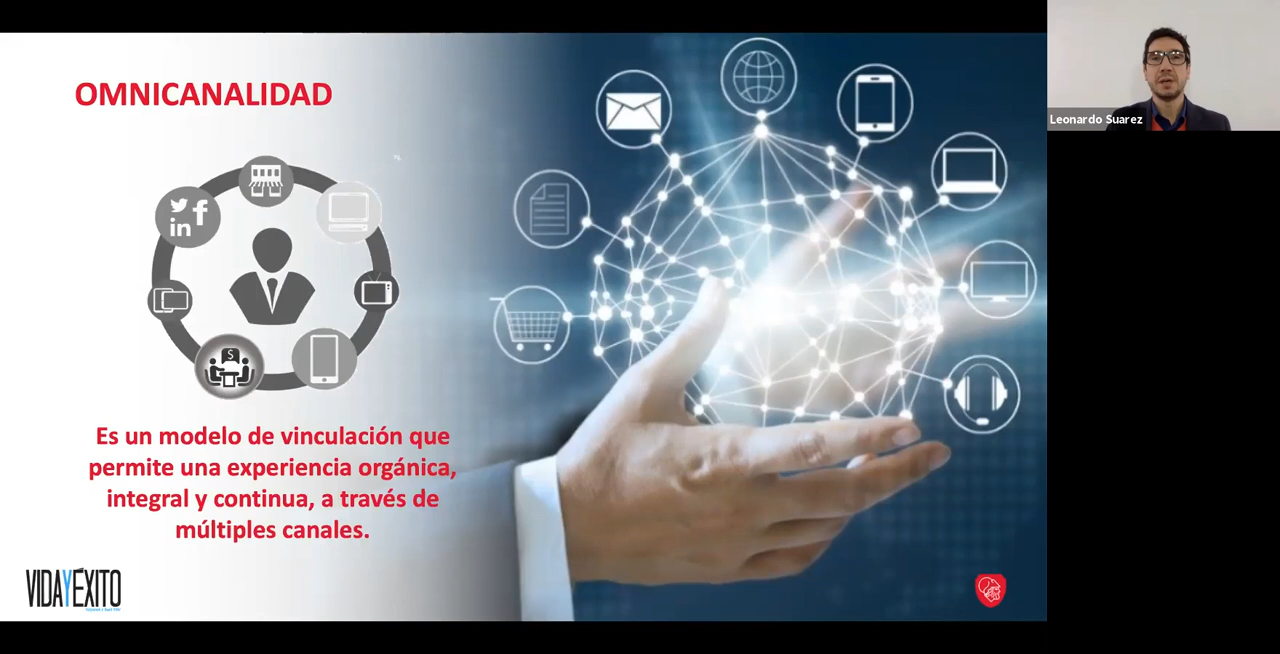 OMNICANALIDAD
Es un modelo de vinculación que
permite una experiencia orgánica,
integral y continua, a través de
múltiples canales.
VIDAYÉXITO
Leonardo Suarez